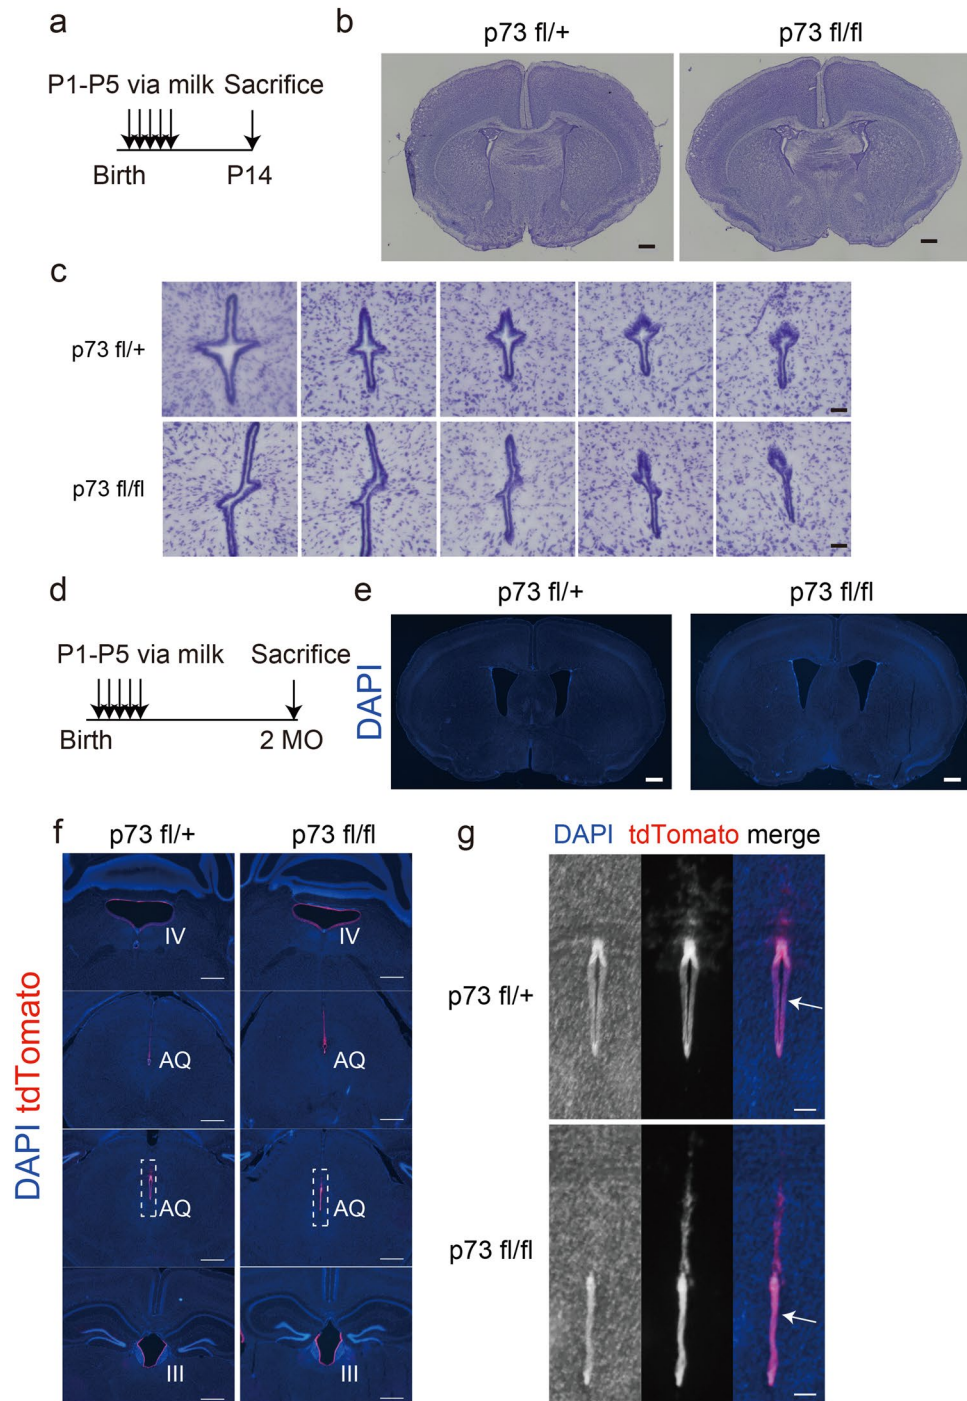 a
P1-P5 via milk Sacrifice
Birth P14
b
p73 fl/+ p73 fl/fl
c
p73 fl/+
p73 fl/fl
d
P1-P5 via milk Sacrifice
Birth 2 MO
e
p73 fl/+ p73 fl/fl
DAPI
f
p73 fl/+ p73 fl/fl
DAPI tdTomato
IV IV
AQ AQ
AQ AQ
III III
g
DAPI tdTomato merge
p73 fl/+
p73 fl/fl